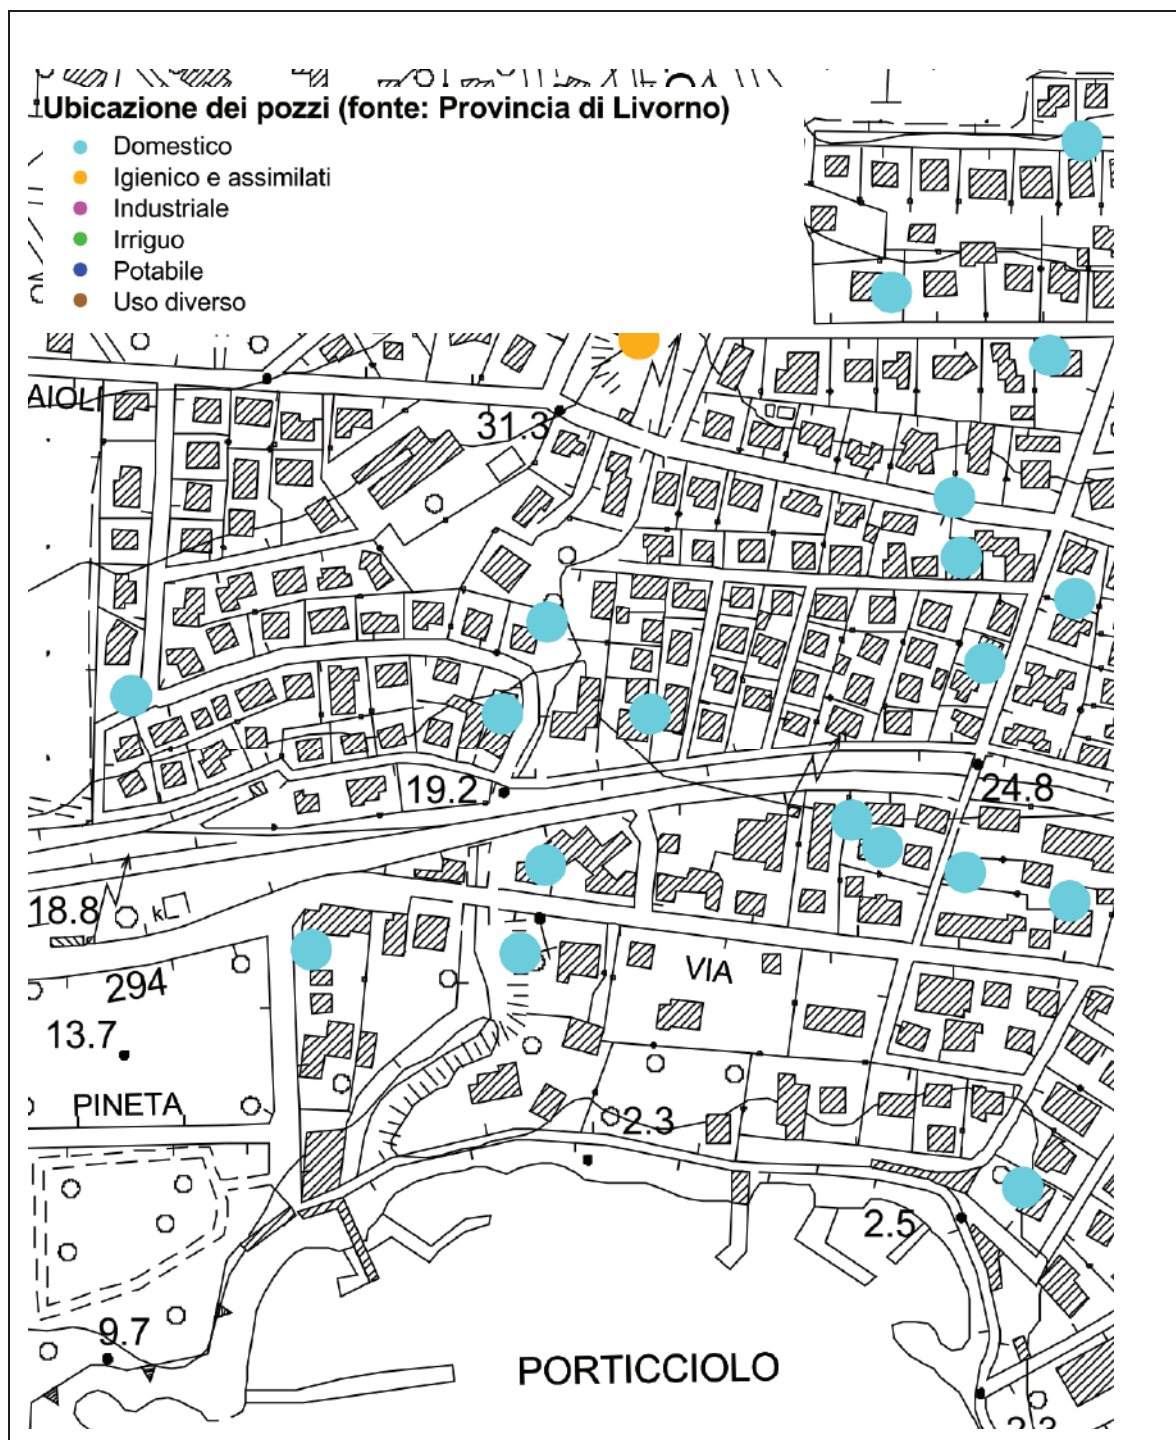 Ubicazione dei pozzi (fonte: Provincia di Livorno)
Domestico
Igienico e assimilati
Industriale
Irriguo
Potabile
Uso diverso
AIOLI
31.3
19.2
24.8
18.8
k
294
VIA
13.7
PINETA
2.3
2.5
9.7
PORTICCIOLO